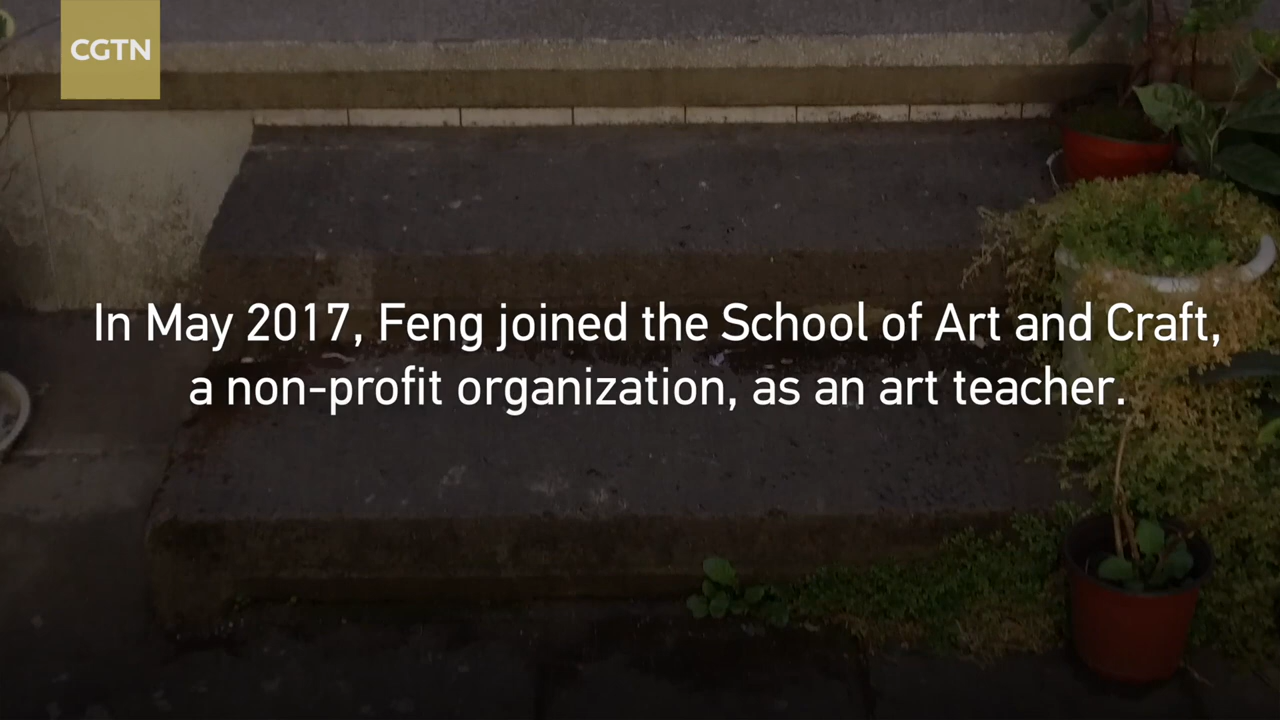 CGTN
In May 2017, Feng joined the School of Art and Craft,
a non-profit organization, as an art teacher.